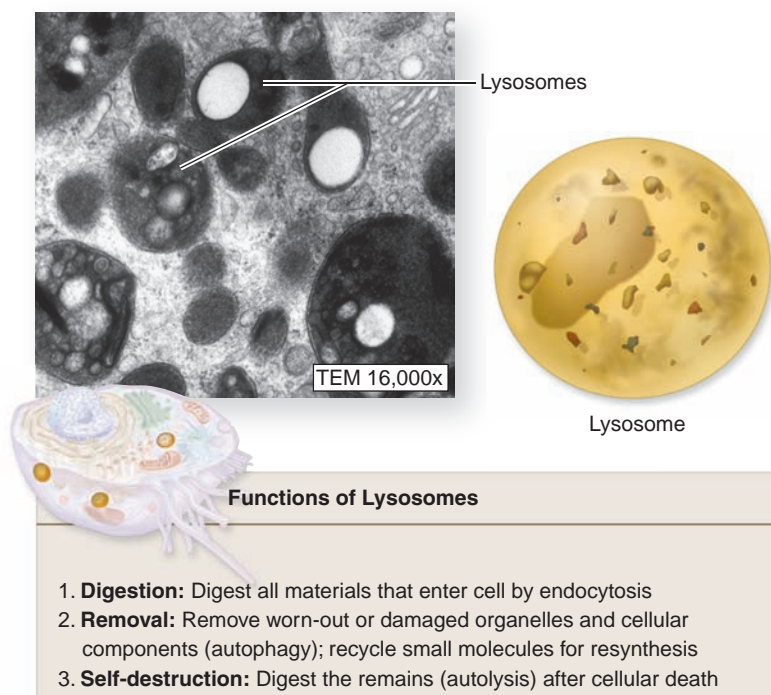 Lysosomes
TEM 16,000x
Lysosome
Functions of Lysosomes
1. Digestion: Digest all materials that enter cell by endocytosis
2. Removal: Remove worn-out or damaged organelles and cellular
components (autophagy); recycle small molecules for resynthesis
3. Self-destruction: Digest the remains (autolysis) after cellular death